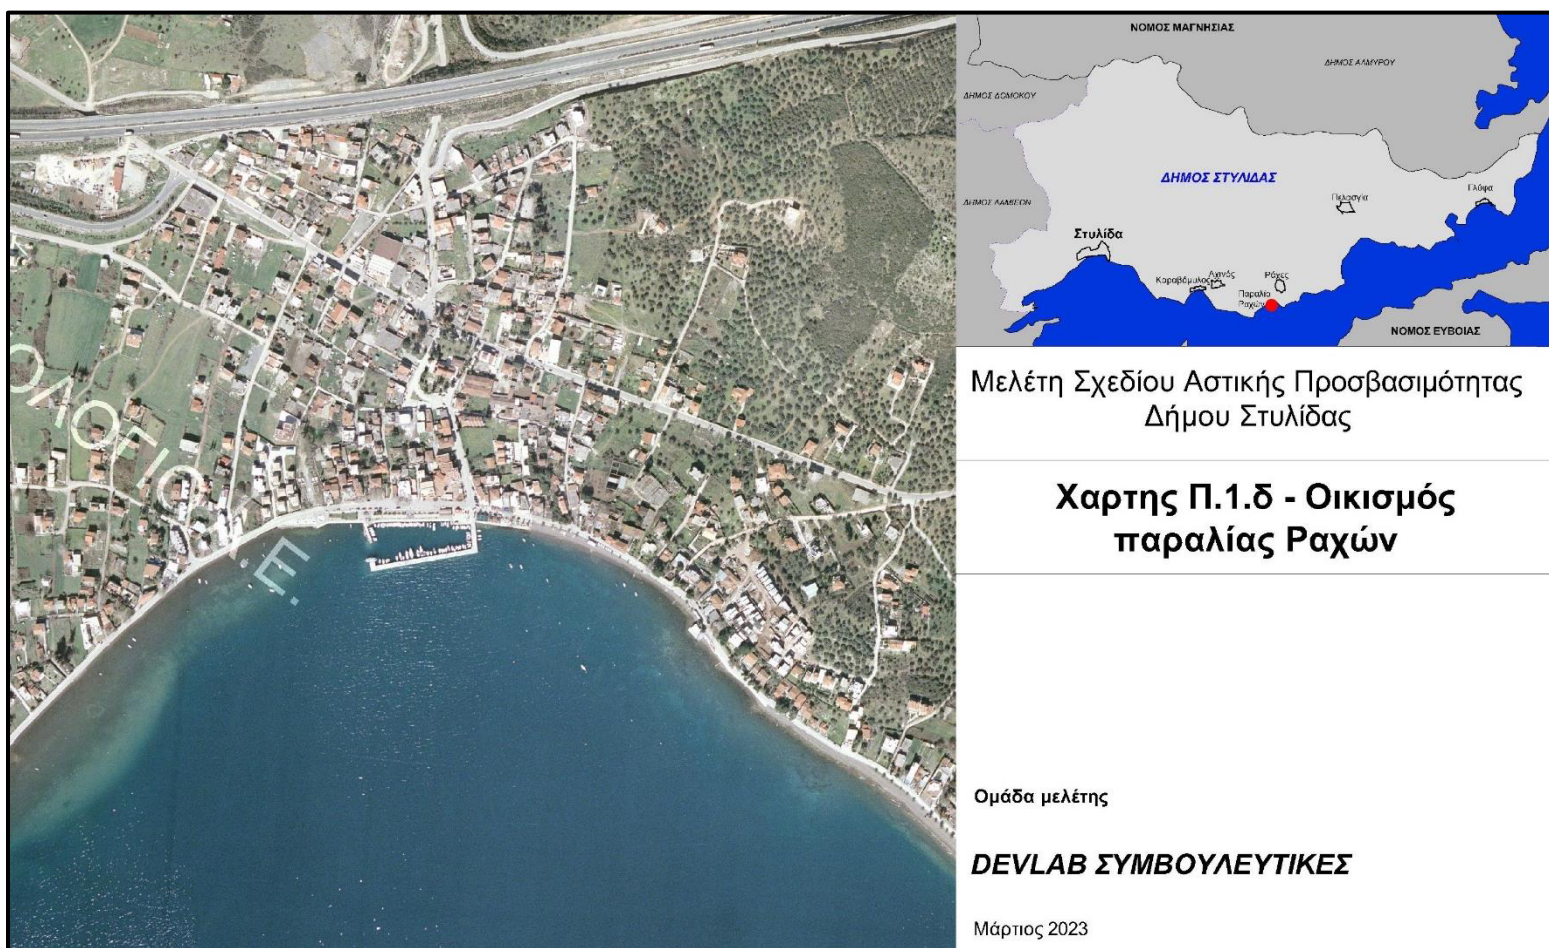 ΟΛΟΓΙΟ
Ε.
ΝΟΜΟΣ ΜΑΓΝΗΣΙΑΣ
ΔΗΜΟΣ ΑΛΜΥΡΟΥ
ΔΗΜΟΣ ΔΟΜΟΚΟΥ
ΔΗΜΟΣ ΣΤΥΛΙΔΑΣ
Πελασγία
Γλύφα
ΔΗΜΟΣ ΛΑΜΙΕΩΝ
Στυλίδα
Καραβόμυλος
Αχινός
Ράχες
Παραλία
Ραχών
ΝΟΜΟΣ ΕΥΒΟΙΑΣ
Μελέτη Σχεδίου Αστικής Προσβασιμότητας
Δήμου Στυλίδας
Χαρτης Π.1.δ - Οικισμός
παραλίας Ραχών
Ομάδα μελέτης
DEVLAB ΣΥΜΒΟΥΛΕΥΤΙΚΕΣ
Μάρτιος 2023